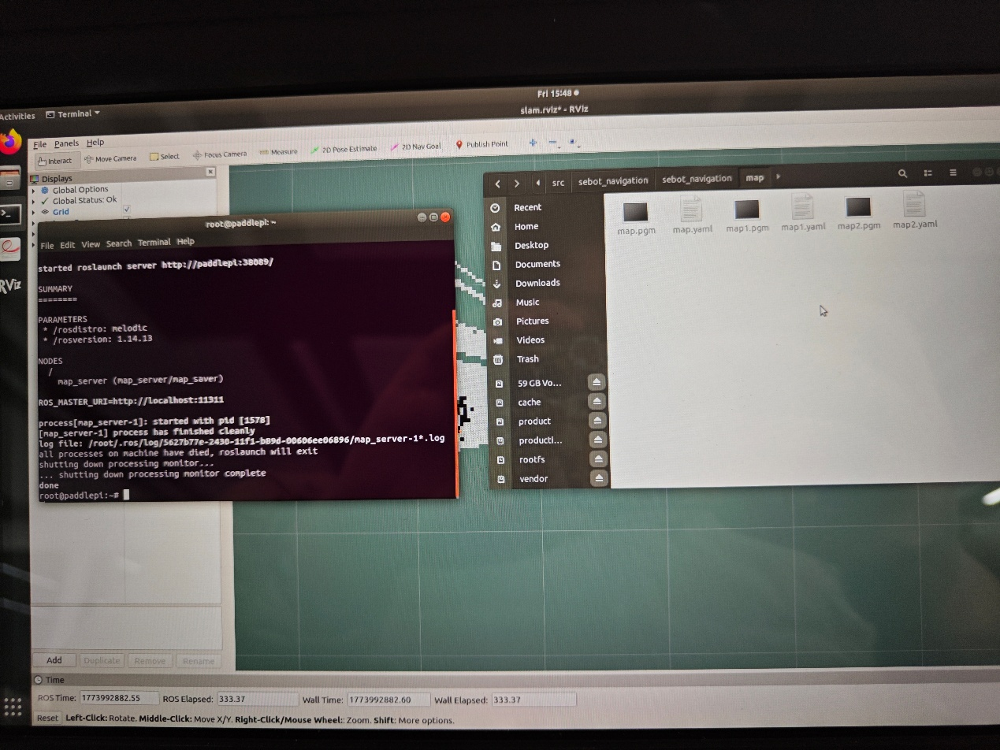 Fri 15:48
Activities Terminal
slam.rviz* - RViz
File Panels Help
Interact Move Camera Select Focus Camera Measure 2D Pose Estimate 2D Nav Goal Publish Point
Displays
Global Options
Global Status: Ok
Grid
root@paddlepi: ~
File Edit View Search Terminal Help
started roslaunch server http://paddlepi:38089/
SUMMARY
========
PARAMETERS
* /rosdistro: melodic
* /rosversion: 1.14.13
NODES
/
map_server (map_server/map_saver)
ROS_MASTER_URI=http://localhost:11311
process[map_server-1]: started with pid [1578]
[map_server-1] process has finished cleanly
log file: /root/.ros/log/5627b77e-2430-11f1-b89d-00606ee06896/map_server-1*.log
all processes on machine have died, roslaunch will exit
shutting down processing monitor...
... shutting down processing monitor complete
done
root@paddlepi:~#
src sebot_navigation sebot_navigation map
Recent
Home
Desktop
Documents
Downloads
Music
Pictures
Videos
Trash
59 GB Vo...
cache
product
producti...
rootfs
vendor
map.pgm map.yaml map1.pgm map1.yaml map2.pgm map2.yaml
RViz
Add Duplicate Remove Rename
Time
ROS Time: 1773992882.55 ROS Elapsed: 333.37 Wall Time: 1773992882.60 Wall Elapsed: 333.37
Reset Left-Click: Rotate. Middle-Click: Move X/Y. Right-Click/Mouse Wheel:: Zoom. Shift: More options.